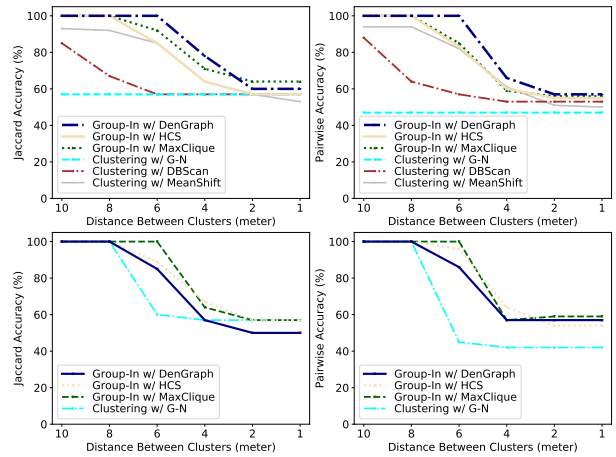 100
80
60
40
20
0
Jaccard Accuracy (%)
Group-In w/ DenGraph
Group-In w/ HCS
Group-In w/ MaxClique
Clustering w/ G-N
Clustering w/ DBScan
Clustering w/ MeanShift
10 8 6 4 2 1
Distance Between Clusters (meter)
100
80
60
40
20
0
Pairwise Accuracy (%)
Group-In w/ DenGraph
Group-In w/ HCS
Group-In w/ MaxClique
Clustering w/ G-N
Clustering w/ DBScan
Clustering w/ MeanShift
10 8 6 4 2 1
Distance Between Clusters (meter)
100
80
60
40
20
0
Jaccard Accuracy (%)
Group-In w/ DenGraph
Group-In w/ HCS
Group-In w/ MaxClique
Clustering w/ G-N
10 8 6 4 2 1
Distance Between Clusters (meter)
100
80
60
40
20
0
Pairwise Accuracy (%)
Group-In w/ DenGraph
Group-In w/ HCS
Group-In w/ MaxClique
Clustering w/ G-N
10 8 6 4 2 1
Distance Between Clusters (meter)